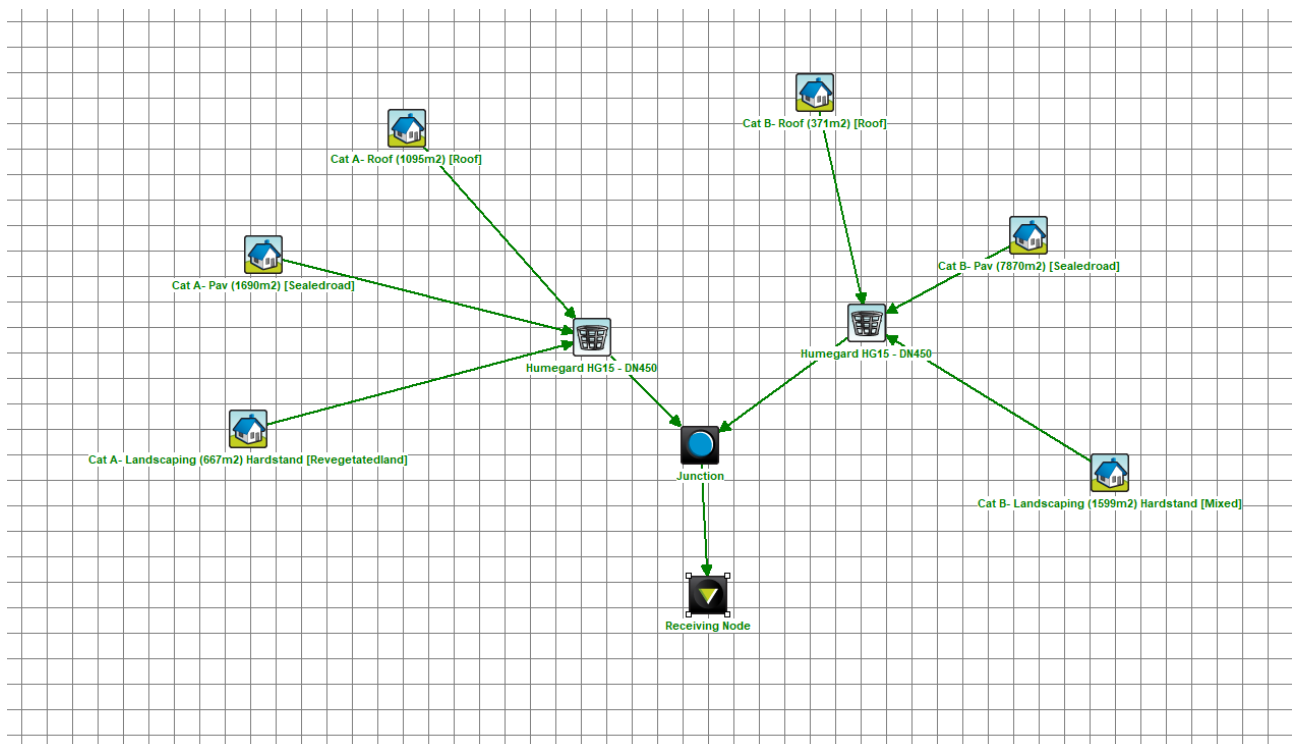 Cat B- Roof (371m2) [Roof]
Cat A- Roof (1095m2) [Roof]
Cat B- Pav (7870m2) [Sealedroad]
Cat A- Pav (1690m2) [Sealedroad]
Humegard HG15 - DN450
Humegard HG15 - DN450
Cat A- Landscaping (667m2) Hardstand [Revegetatedland]
Junction
Cat B- Landscaping (1599m2) Hardstand [Mixed]
Receiving Node